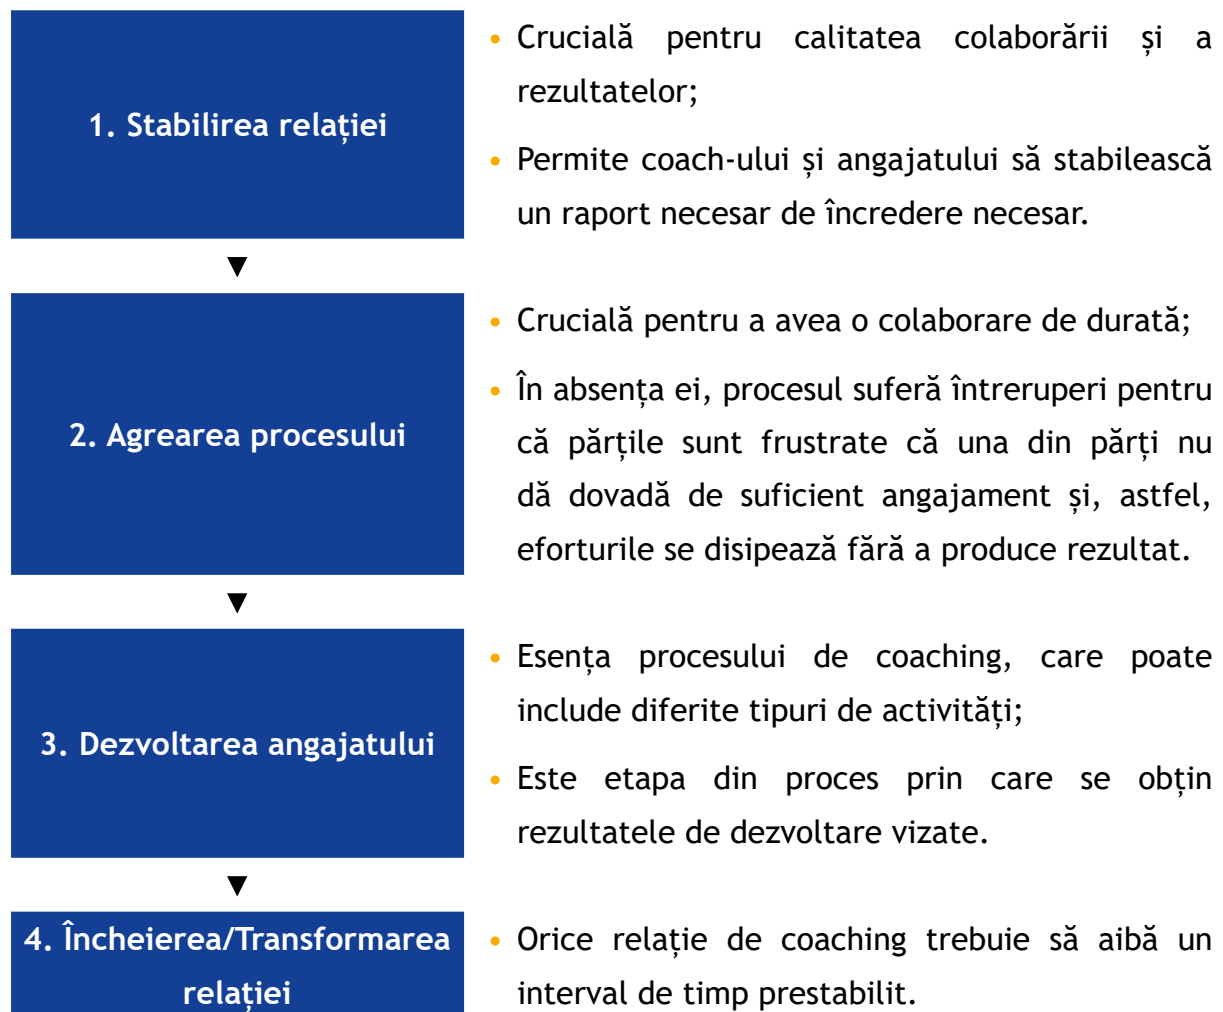 1. Stabilirea relației
• Crucială pentru calitatea colaborării și a
rezultatelor;
• Permite coach-ului și angajatului să stabilească
un raport necesar de încredere necesar.
▼
2. Agrearea procesului
• Crucială pentru a avea o colaborare de durată;
• În absența ei, procesul suferă întreruperi pentru
că părțile sunt frustrate că una din părți nu
dă dovadă de suficient angajament și, astfel,
eforturile se disipează fără a produce rezultat.
▼
3. Dezvoltarea angajatului
• Esența procesului de coaching, care poate
include diferite tipuri de activități;
• Este etapa din proces prin care se obțin
rezultatele de dezvoltare vizate.
▼
4. Încheierea/Transformarea
relației
• Orice relație de coaching trebuie să aibă un
interval de timp prestabilit.